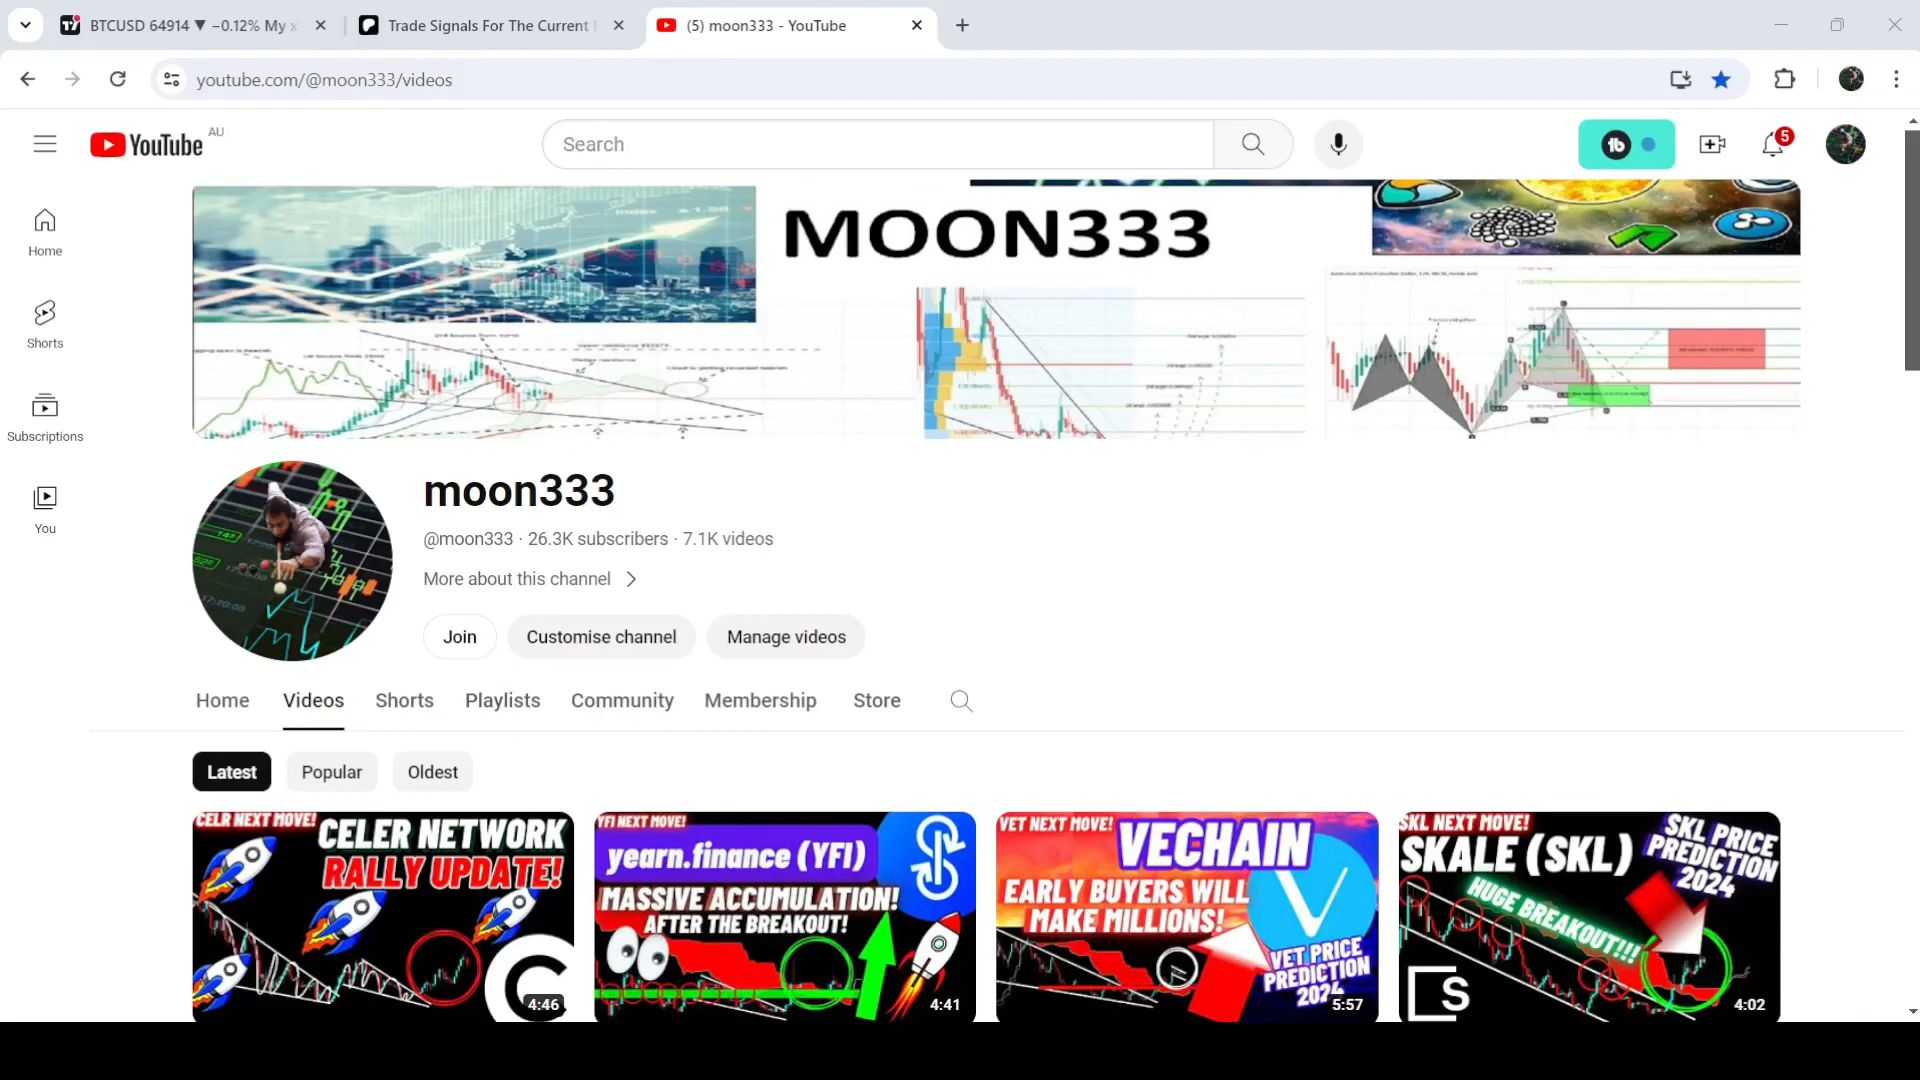 BTCUSD 64914 ▼ −0.12% My
Trade Signals For The Current
(5) moon333 - YouTube
youtube.com/@moon333/videos
YouTube AU
Search
5
Home
Shorts
Subscriptions
You
MOON333
moon333
@moon333 · 26.3K subscribers · 7.1K videos
More about this channel
Join
Customise channel
Manage videos
Home
Videos
Shorts
Playlists
Community
Membership
Store
Latest
Popular
Oldest
CELR NEXT MOVE!
CELER NETWORK
RALLY UPDATE!
4:46
YFI NEXT MOVE!
yearn.finance (YFI)
MASSIVE ACCUMULATION!
AFTER THE BREAKOUT!
4:41
VET NEXT MOVE!
VECHAIN
EARLY BUYERS WILL
MAKE MILLIONS!
VET PRICE
PREDICTION
2024
5:57
SKL NEXT MOVE!
SKALE (SKL)
SKL PRICE
PREDICTION
2024
HUGE BREAKOUT!!!
S
4:02